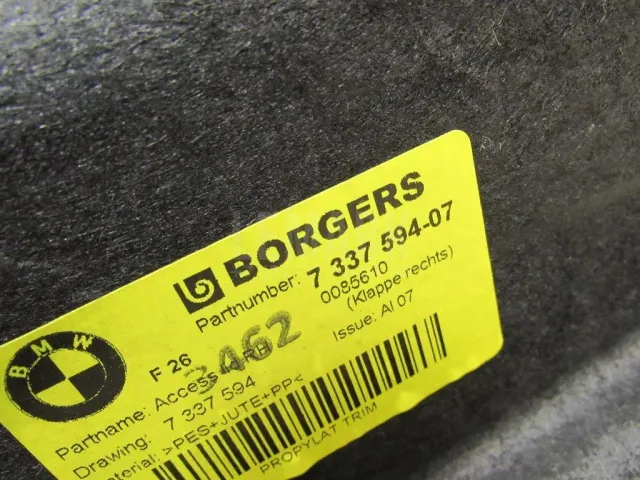 BORGERS
Partnumber: 7 337 594-07
0085610
(Klappe rechts)
BMW
F 26
3462
Issue: AI 07
Partname: Access
Drawing: 7 337 594
>PES+JUTE+PP<
PROPYLAT TRIM